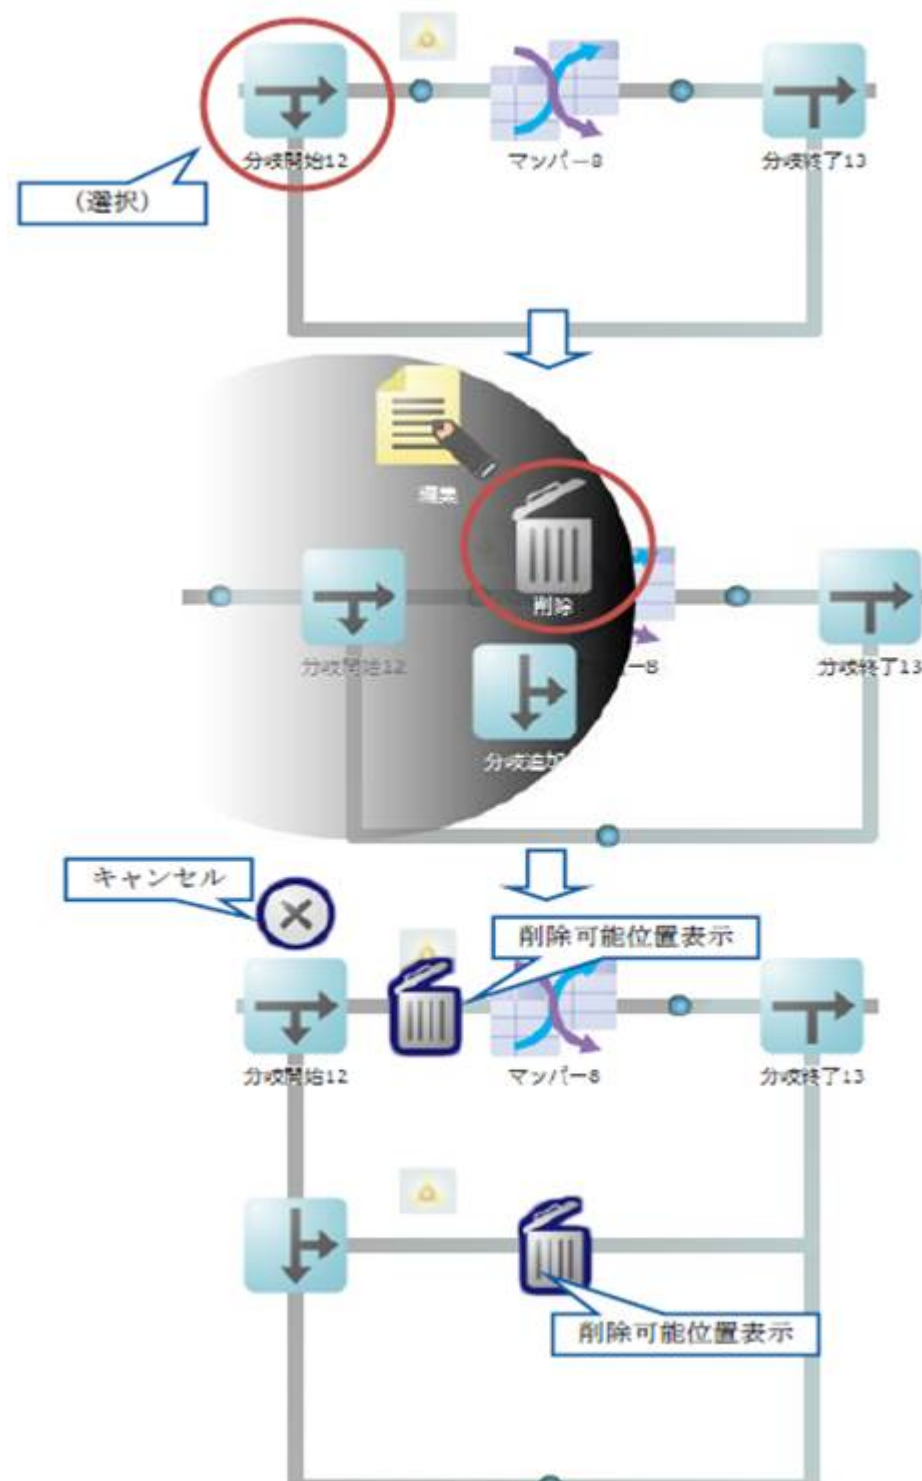 分岐開始12
マッパー8
分岐終了13
(選択)
編集
削除
分岐開始12
ー8
分岐終了13
分岐追加
キャンセル
削除可能位置表示
分岐開始12
マッパー8
分岐終了13
削除可能位置表示